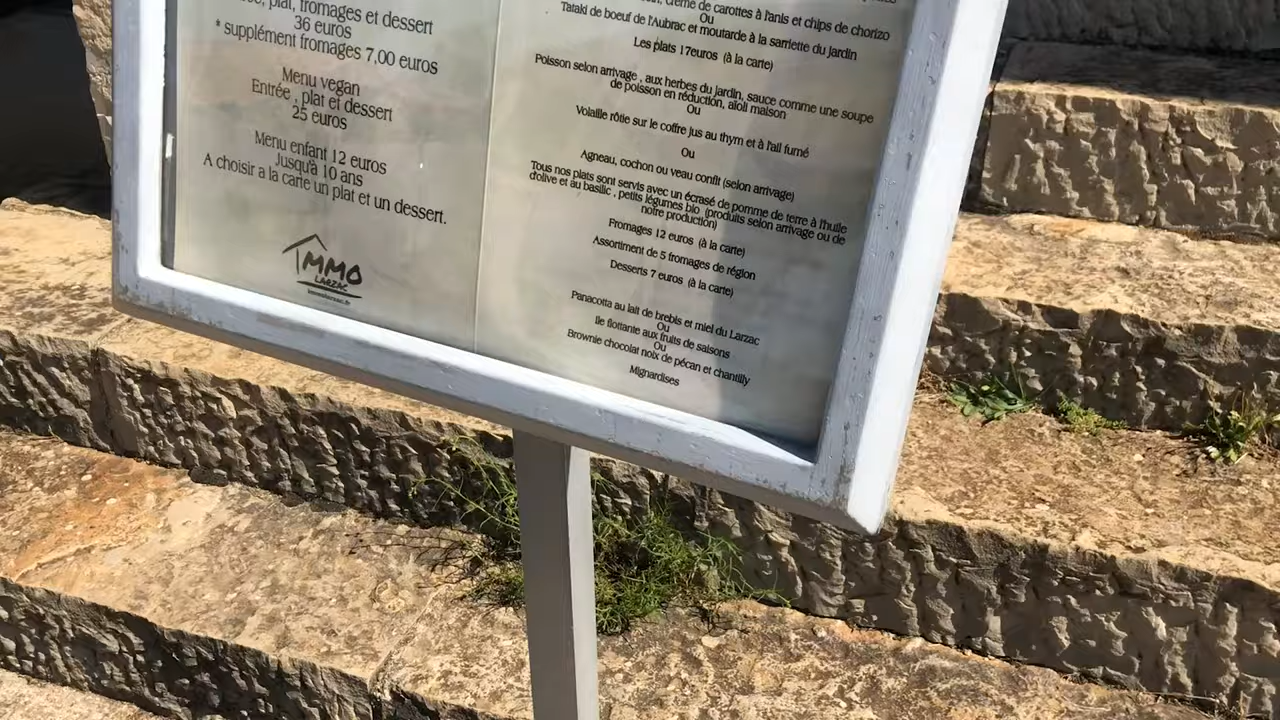 plat, fromages et dessert
36 euros
* supplément fromages 7,00 euros
Menu vegan
Entrée , plat et dessert
25 euros
Menu enfant 12 euros
Jusqu'à 10 ans
A choisir a la carte un plat et un dessert.
IMMO
LARZAC
immolarzac.fr
crème de carottes à l'anis et chips de chorizo
Ou
Tataki de boeuf de l'Aubrac et moutarde à la sarriette du jardin
Les plats 17euros (à la carte)
Poisson selon arrivage , aux herbes du jardin, sauce comme une soupe
de poisson en réduction, aïoli maison
Ou
Volaille rôtie sur le coffre jus au thym et à l'ail fumé
Ou
Agneau, cochon ou veau confit (selon arrivage)
Tous nos plats sont servis avec un écrasé de pomme de terre à l'huile
d'olive et au basilic , petits légumes bio (produits selon arrivage ou de
notre production)
Fromages 12 euros (à la carte)
Assortiment de 5 fromages de région
Desserts 7 euros (à la carte)
Panacotta au lait de brebis et miel du Larzac
Ou
Ile flottante aux fruits de saisons
Ou
Brownie chocolat noix de pécan et chantilly
Mignardises